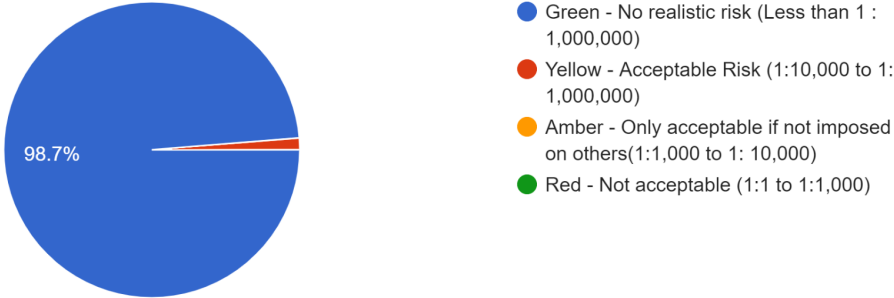 Green - No realistic risk (Less than 1 :
1,000,000)
Yellow - Acceptable Risk (1:10,000 to 1:
1,000,000)
Amber - Only acceptable if not imposed
on others(1:1,000 to 1: 10,000)
Red - Not acceptable (1:1 to 1:1,000)
98.7%